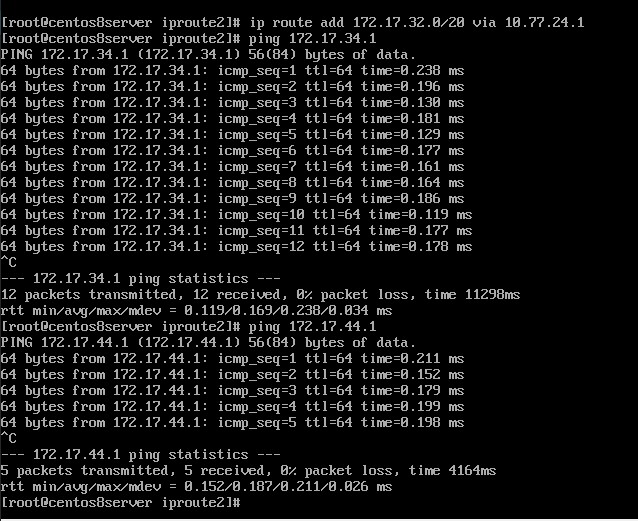 [root@centos8server iproute2]# ip route add 172.17.32.0/20 via 10.77.24.1
[root@centos8server iproute2]# ping 172.17.34.1
PING 172.17.34.1 (172.17.34.1) 56(84) bytes of data.
64 bytes from 172.17.34.1: icmp_seq=1 ttl=64 time=0.238 ms
64 bytes from 172.17.34.1: icmp_seq=2 ttl=64 time=0.196 ms
64 bytes from 172.17.34.1: icmp_seq=3 ttl=64 time=0.130 ms
64 bytes from 172.17.34.1: icmp_seq=4 ttl=64 time=0.181 ms
64 bytes from 172.17.34.1: icmp_seq=5 ttl=64 time=0.129 ms
64 bytes from 172.17.34.1: icmp_seq=6 ttl=64 time=0.177 ms
64 bytes from 172.17.34.1: icmp_seq=7 ttl=64 time=0.161 ms
64 bytes from 172.17.34.1: icmp_seq=8 ttl=64 time=0.164 ms
64 bytes from 172.17.34.1: icmp_seq=9 ttl=64 time=0.186 ms
64 bytes from 172.17.34.1: icmp_seq=10 ttl=64 time=0.119 ms
64 bytes from 172.17.34.1: icmp_seq=11 ttl=64 time=0.177 ms
64 bytes from 172.17.34.1: icmp_seq=12 ttl=64 time=0.178 ms
^C
--- 172.17.34.1 ping statistics ---
12 packets transmitted, 12 received, 0% packet loss, time 11298ms
rtt min/avg/max/mdev = 0.119/0.169/0.238/0.034 ms
[root@centos8server iproute2]# ping 172.17.44.1
PING 172.17.44.1 (172.17.44.1) 56(84) bytes of data.
64 bytes from 172.17.44.1: icmp_seq=1 ttl=64 time=0.211 ms
64 bytes from 172.17.44.1: icmp_seq=2 ttl=64 time=0.152 ms
64 bytes from 172.17.44.1: icmp_seq=3 ttl=64 time=0.179 ms
64 bytes from 172.17.44.1: icmp_seq=4 ttl=64 time=0.199 ms
64 bytes from 172.17.44.1: icmp_seq=5 ttl=64 time=0.198 ms
^C
--- 172.17.44.1 ping statistics ---
5 packets transmitted, 5 received, 0% packet loss, time 4164ms
rtt min/avg/max/mdev = 0.152/0.187/0.211/0.026 ms
[root@centos8server iproute2]#